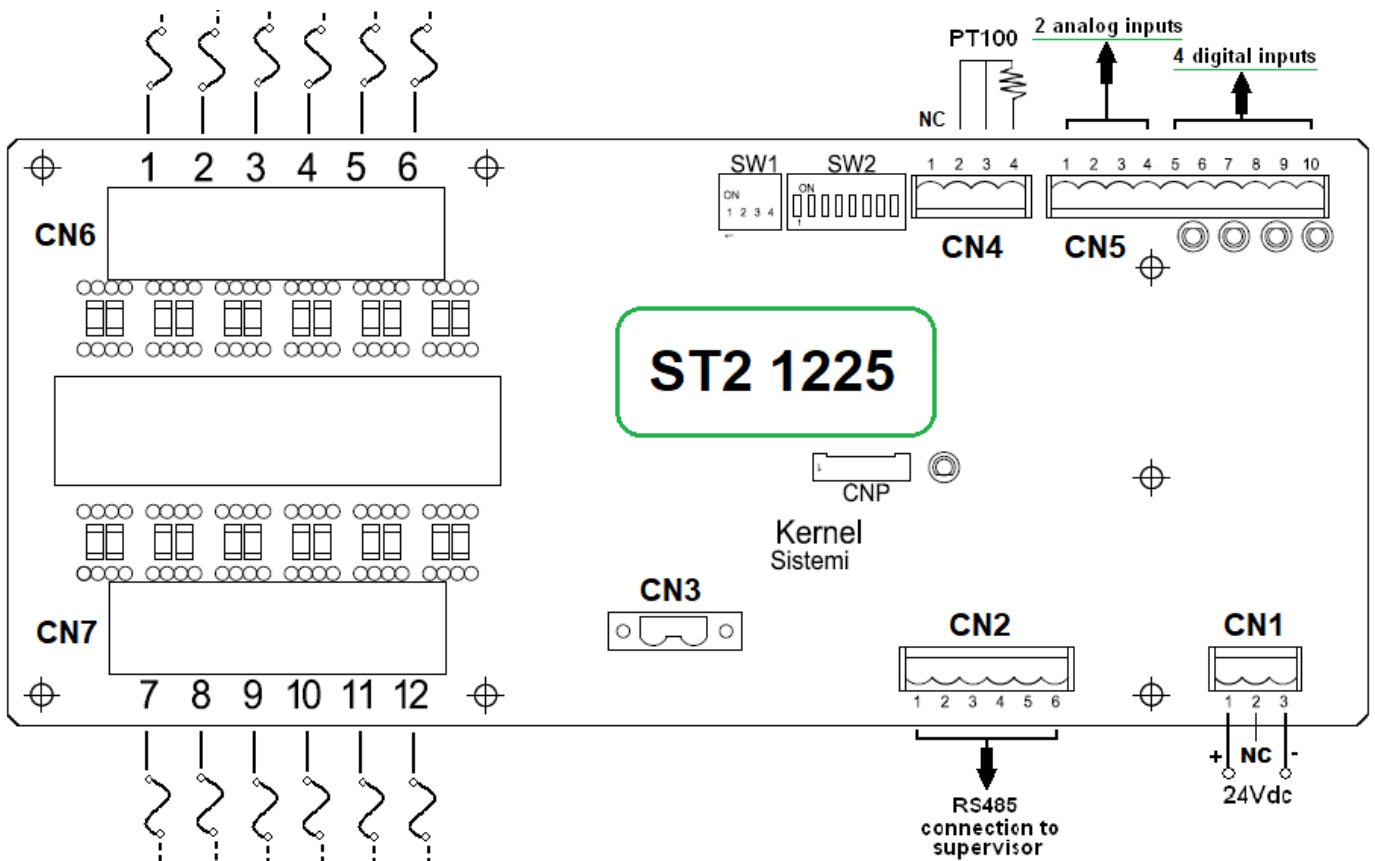 PT100
2 analog inputs
4 digital inputs
NC
1 2 3 4 5 6
SW1
ON
1 2 3 4
SW2
ON
1
1 2 3 4
1 2 3 4 5 6 7 8 9 10
CN6
CN4
CN5
ST2 1225
CNP
Kernel
Sistemi
CN3
CN7
CN2
CN1
7 8 9 10 11 12
1 2 3 4 5 6
1 2 3
+ NC -
24Vdc
RS485
connection to
supervisor